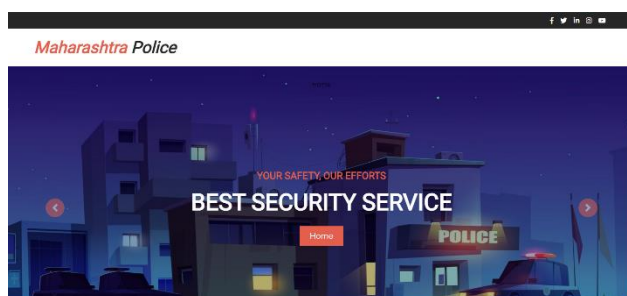 Maharashtra Police
YOUR SAFETY, OUR EFFORTS
BEST SECURITY SERVICE
Home
POLICE